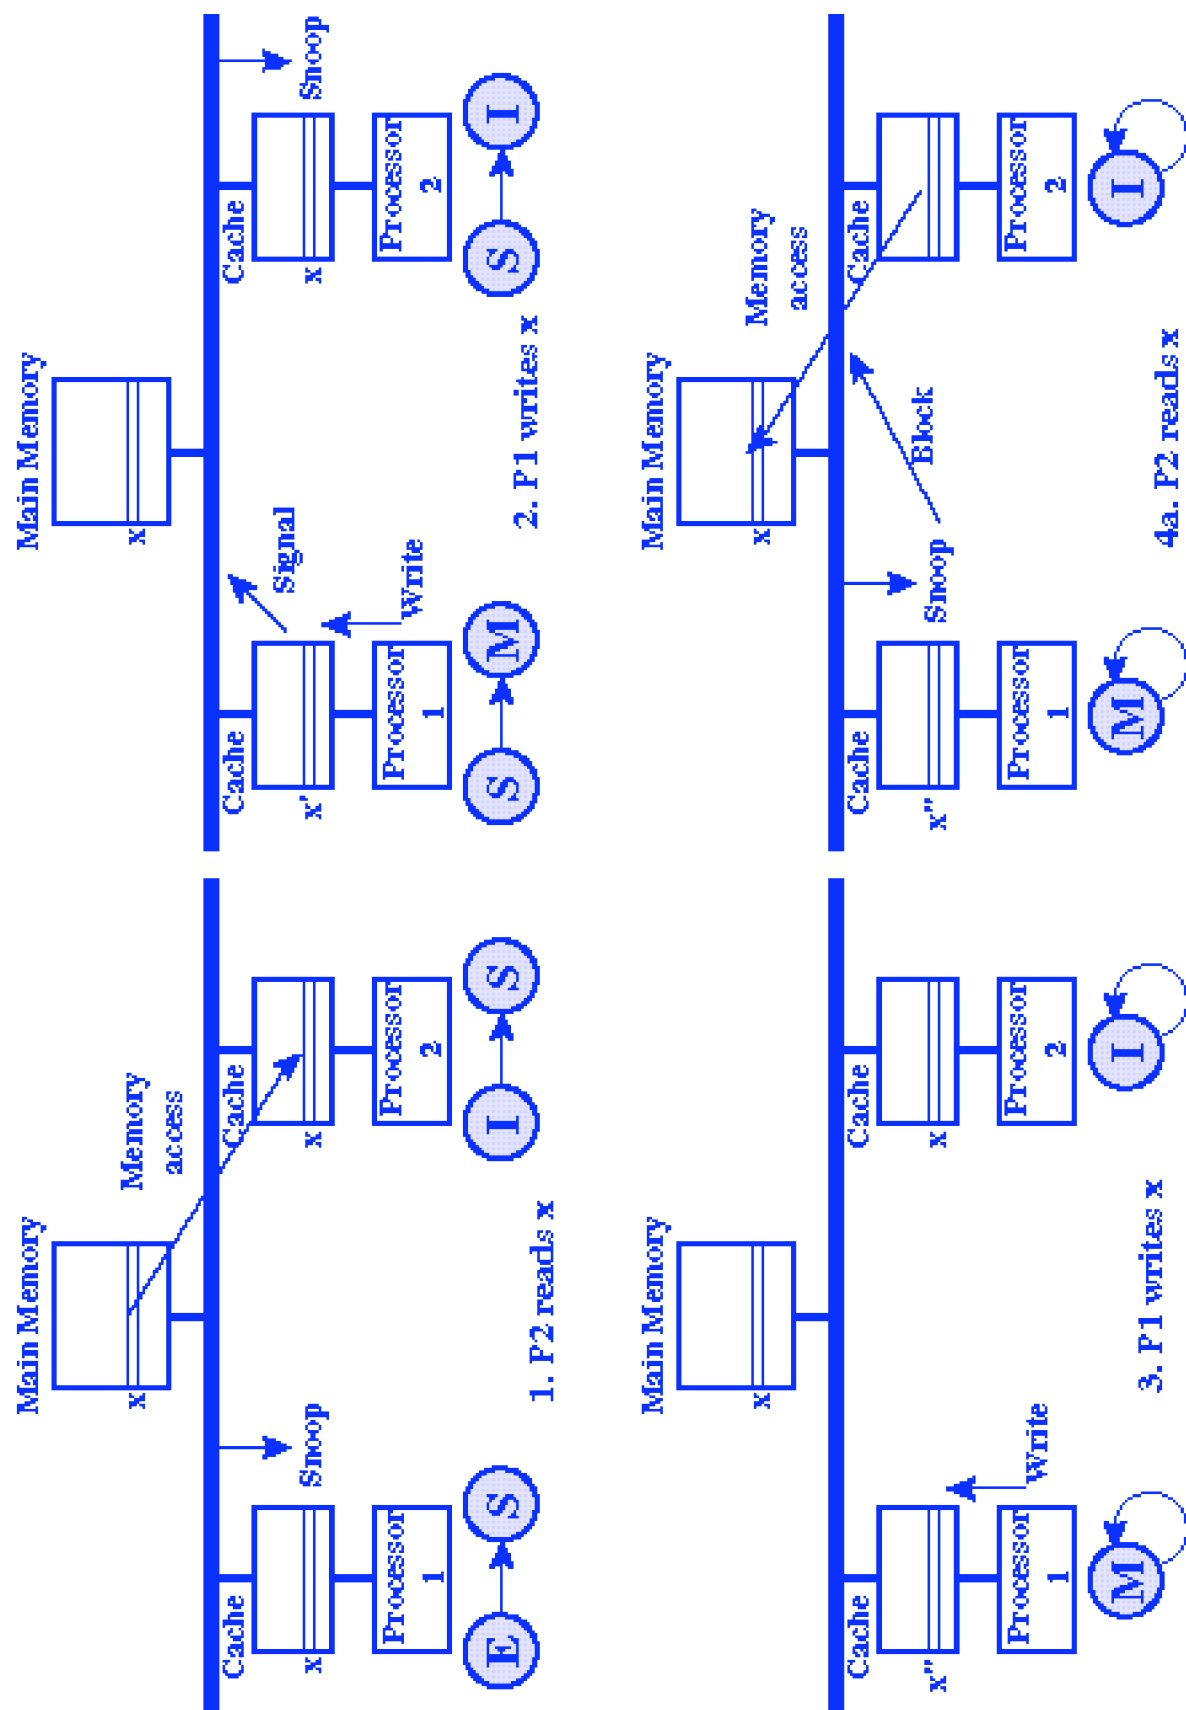 Main Memory
x
Memory
access
Snoop
Cache
x
Processor
1
E
S
Cache
x
Processor
2
I
S
1. P2 reads x
Main Memory
x
Signal
Write
Cache
x'
Processor
1
S
M
Cache
x
Snoop
Processor
2
S
I
2. P1 writes x
Main Memory
x
Cache
x"
Write
Processor
1
M
Cache
x
Processor
2
I
3. P1 writes x
Main Memory
x
Memory
access
Cache
x"
Snoop
Block
Processor
1
M
Cache
Processor
2
I
4a. P2 reads x